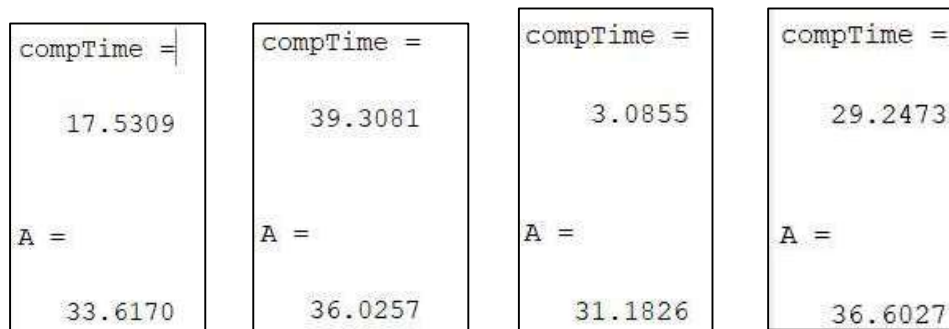 compTime =
17.5309
A =
33.6170
compTime =
39.3081
A =
36.0257
compTime =
3.0855
A =
31.1826
compTime =
29.2473
A =
36.6027